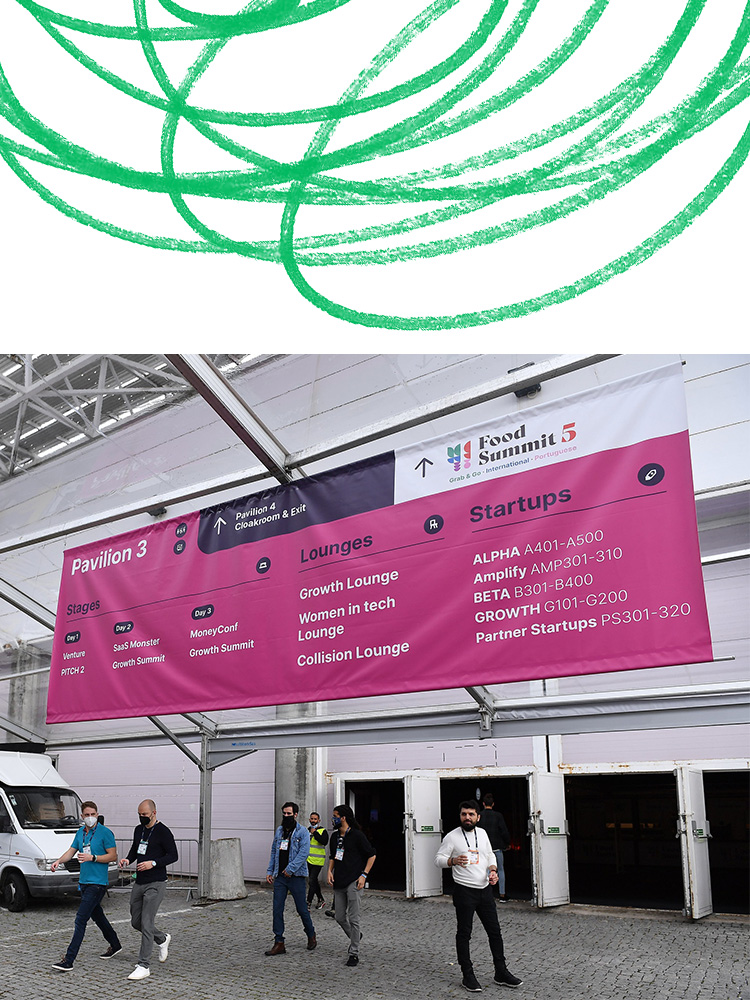 Food
Summit 5
Grab & Go · International · Portuguese
Pavilion 4
Cloakroom & Exit
Pavilion 3
Stages
Day 1
Venture
PITCH 2
Day 2
SaaS Monster
Growth Summit
Day 3
MoneyConf
Growth Summit
Lounges
Growth Lounge
Women in tech
Lounge
Collision Lounge
Startups
ALPHA A401-A500
Amplify AMP301-310
BETA B301-B400
GROWTH G101-G200
Partner Startups PS301-320